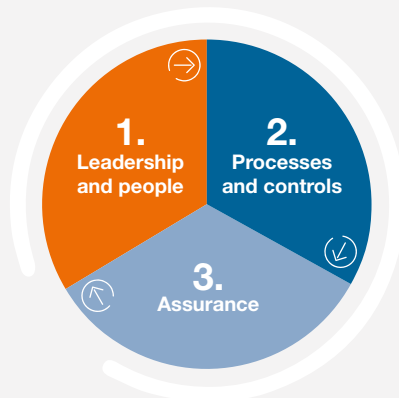 1.
Leadership
and people
2.
Processes
and controls
3.
Assurance